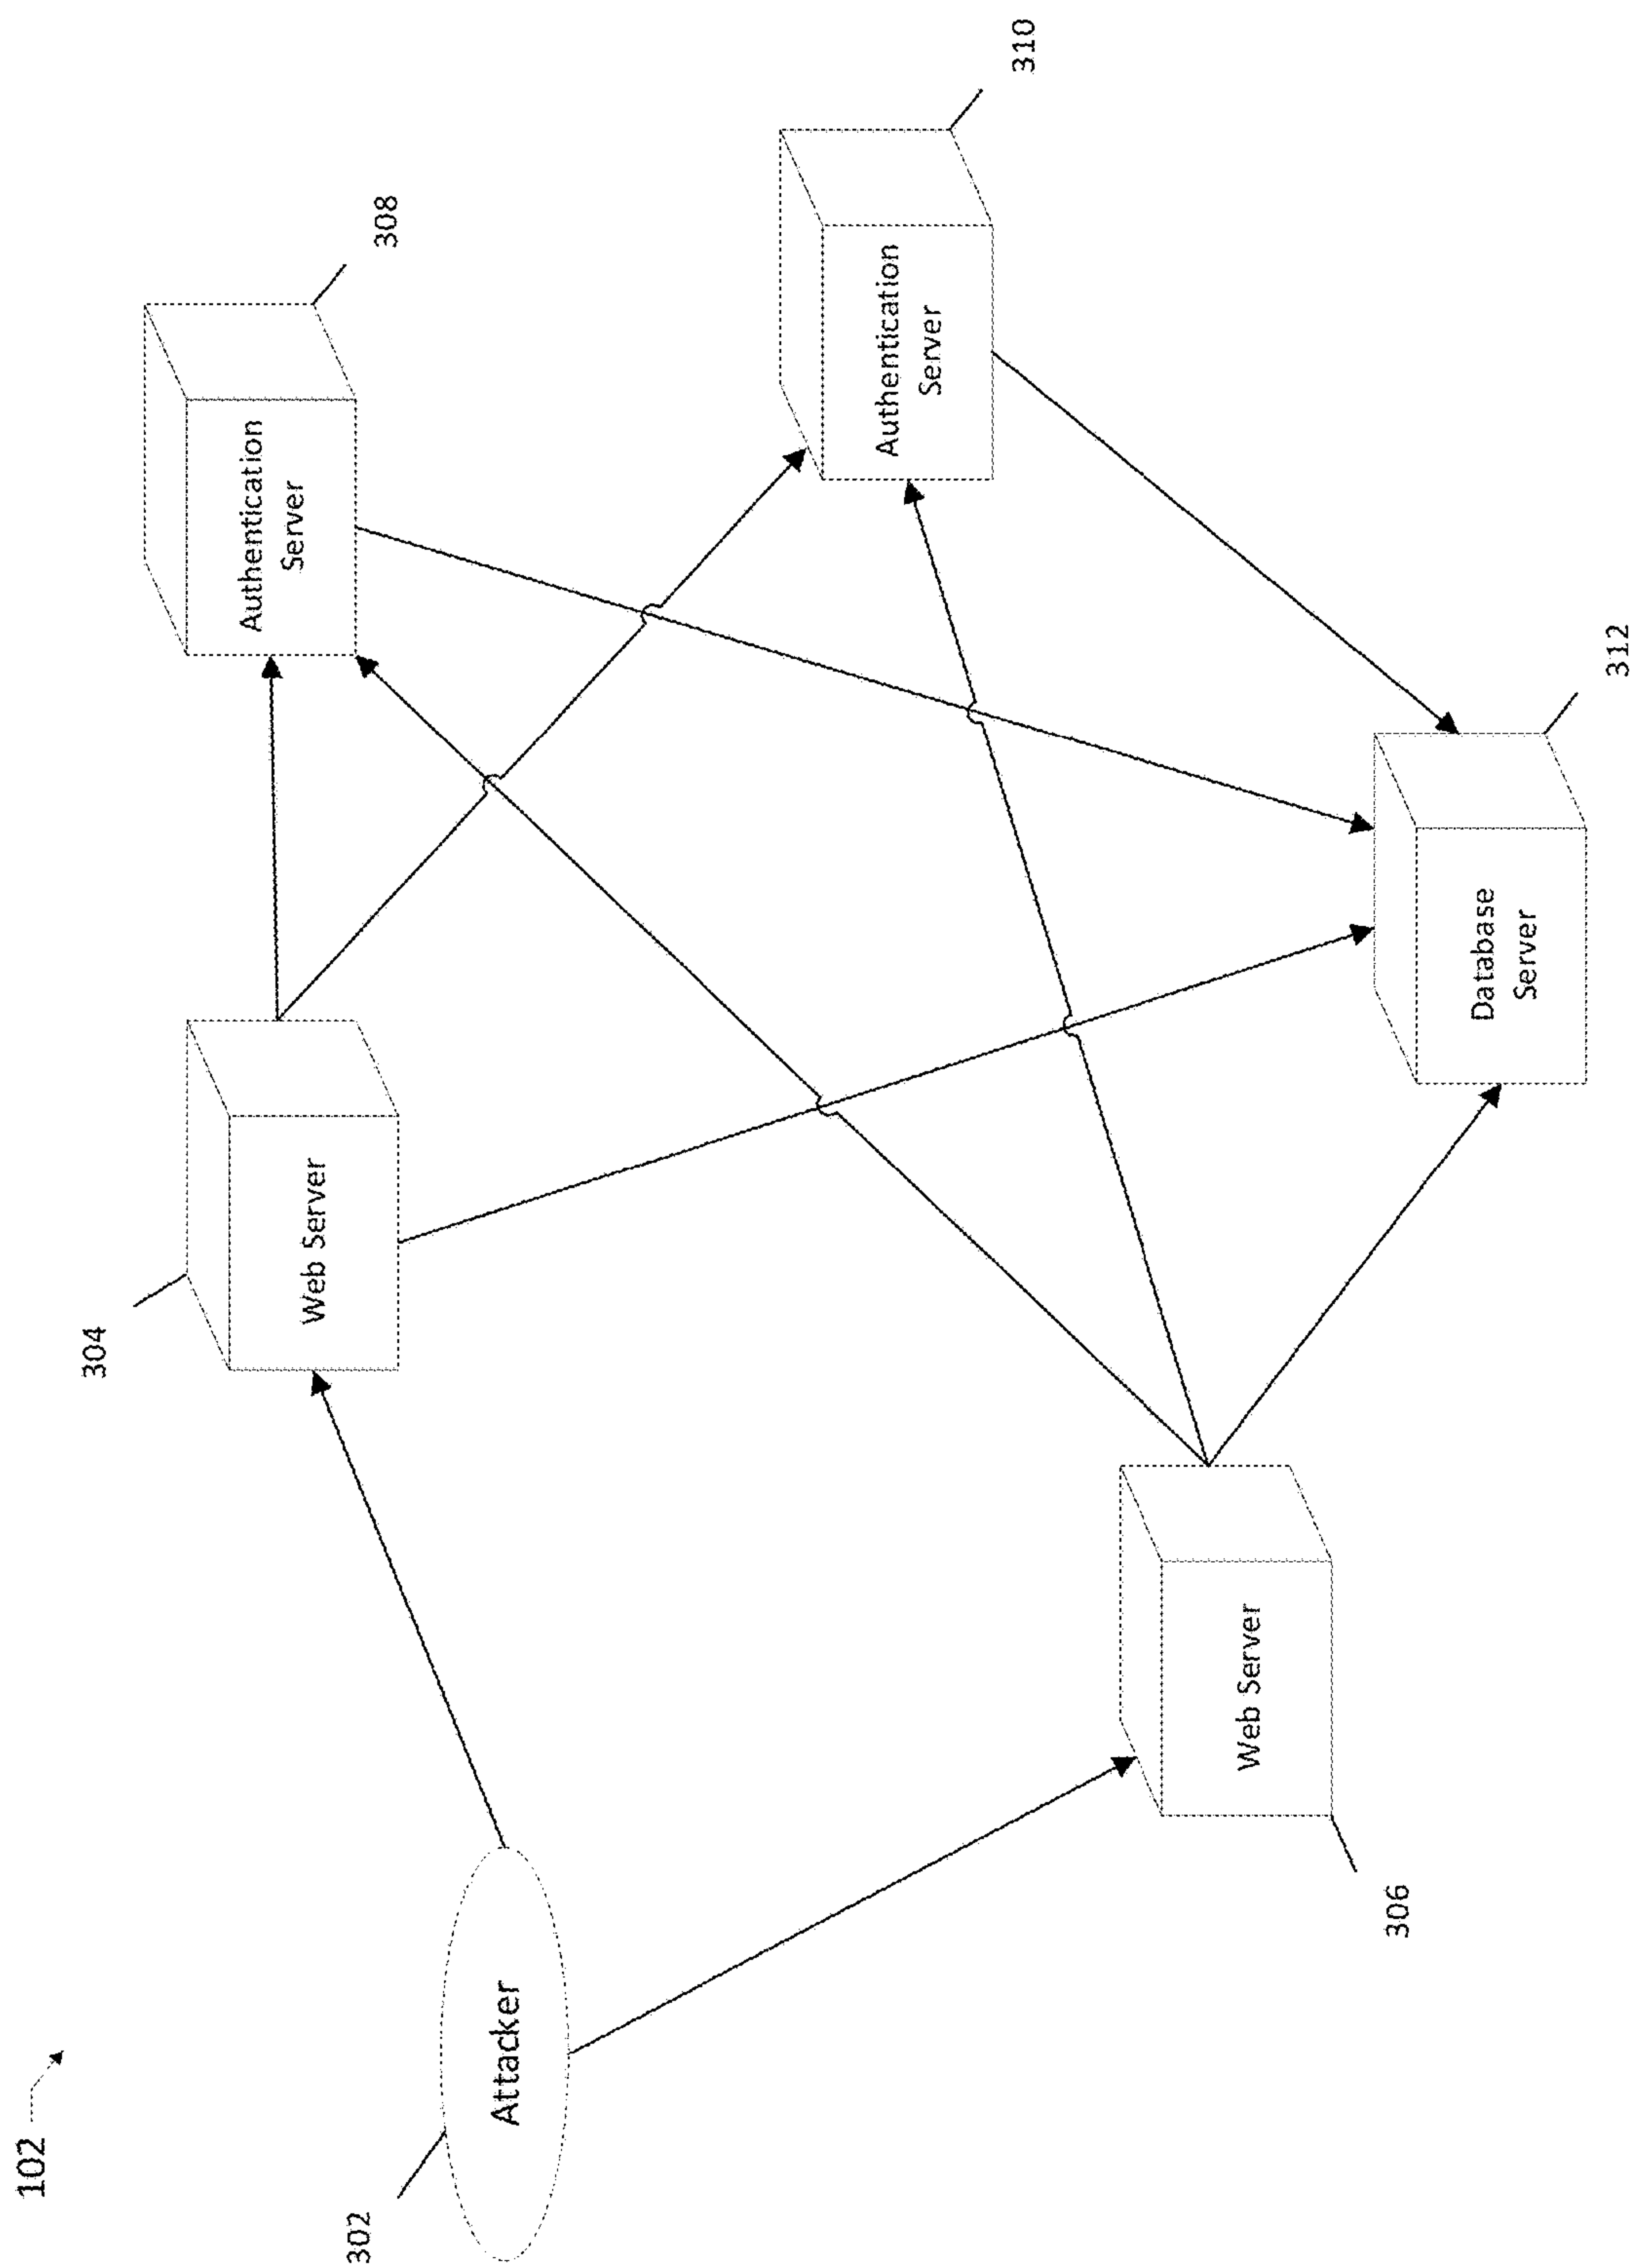 102
302
Attacker
304
Web Server
306
Web Server
308
Authentication
Server
310
Authentication
Server
312
Database
Server